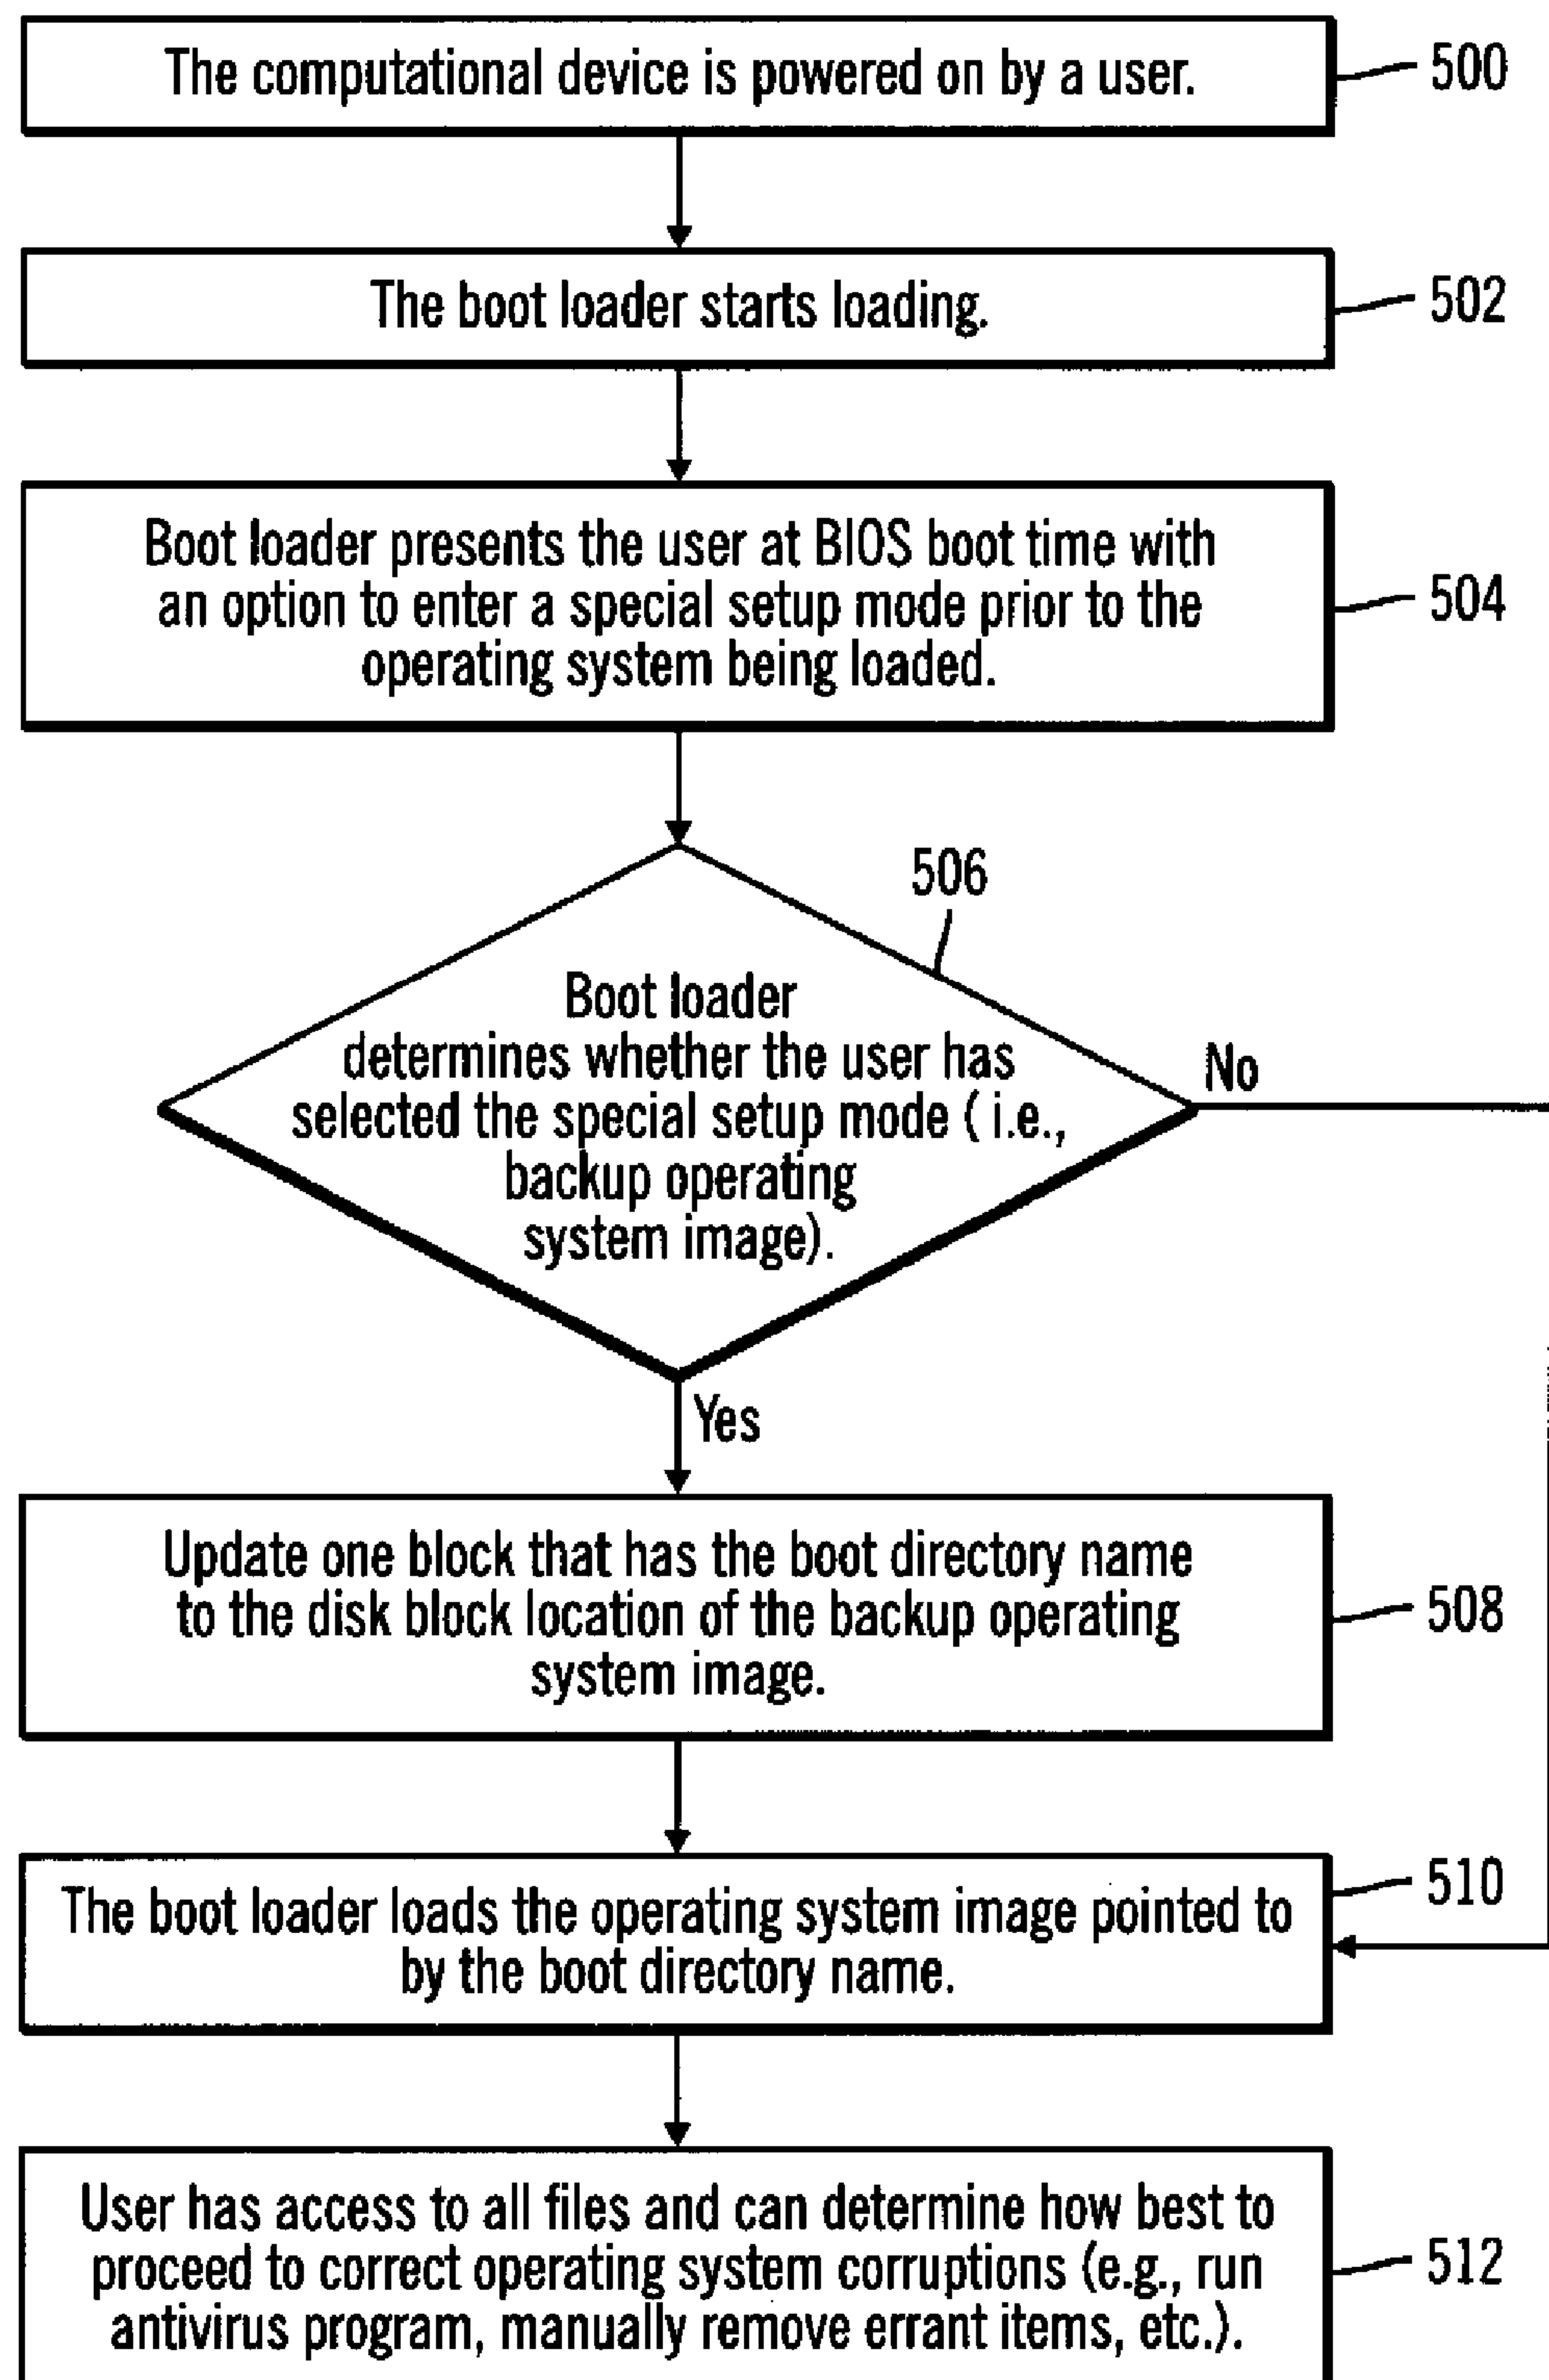 The computational device is powered on by a user.
500
The boot loader starts loading.
502
Boot loader presents the user at BIOS boot time with
an option to enter a special setup mode prior to the
operating system being loaded.
504
506
Boot loader
determines whether the user has
selected the special setup mode ( i.e.,
backup operating
system image).
No
Yes
Update one block that has the boot directory name
to the disk block location of the backup operating
system image.
508
The boot loader loads the operating system image pointed to
by the boot directory name.
510
User has access to all files and can determine how best to
proceed to correct operating system corruptions (e.g., run
antivirus program, manually remove errant items, etc.).
512